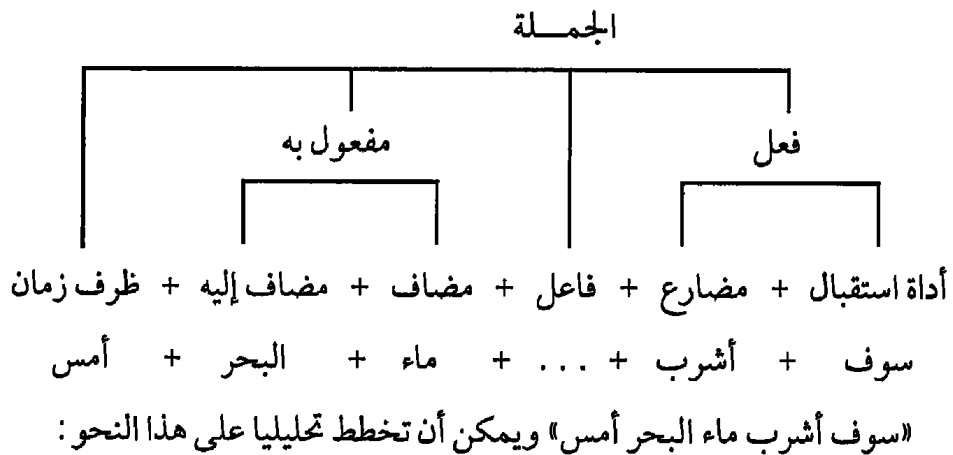 الجمـــلة
فعل مفعول به
أداة استقبال + مضارع + فاعل + مضاف + مضاف إليه + ظرف زمان
سوف + أشرب + . . . + ماء + البحر + أمس
«سوف أشرب ماء البحر أمس» ويمكن أن تخطط تحليليا على هذا النحو :